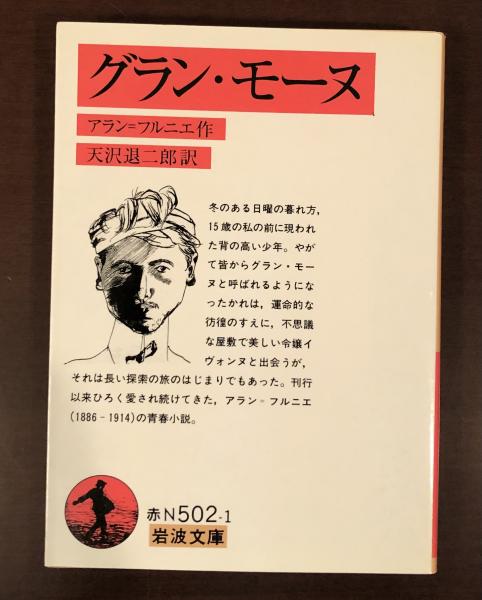 グラン・モーヌ
アラン=フルニエ作
天沢退二郎訳
冬のある日曜の暮れ方,
15歳の私の前に現われ
た背の高い少年。やが
て皆からグラン・モー
ヌと呼ばれるようにな
ったかれは，運命的な
彷徨のすえに，不思議
な屋敷で美しい令嬢イ
ヴォンヌと出会うが，
それは長い探索の旅のはじまりでもあった。刊行
以来ひろく愛され続けてきた，アラン＝フルニエ
(1886－1914)の青春小説。
赤N502-1
岩波文庫